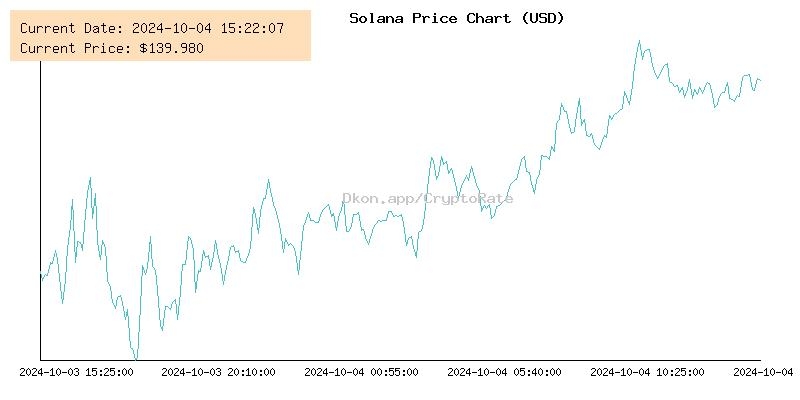 Solana Price Chart (USD)
Current Date: 2024-10-04 15:22:07
Current Price: $139.980
Dkon.app/CryptoRate
2024-10-03 15:25:00
2024-10-03 20:10:00
2024-10-04 00:55:00
2024-10-04 05:40:00
2024-10-04 10:25:00
2024-10-04